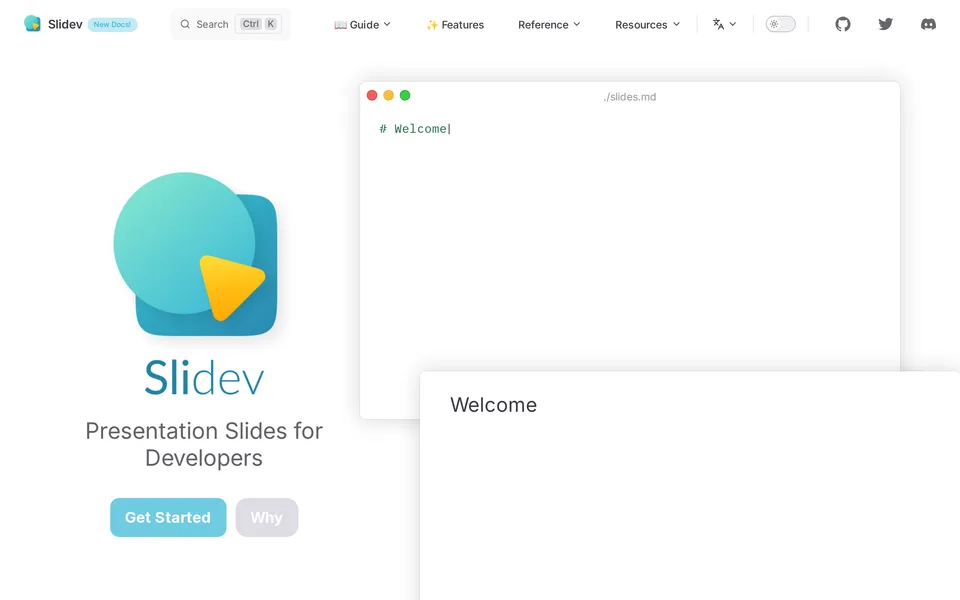 Slidev New Docs! Search Ctrl K 📖 Guide ✨ Features Reference Resources
./slides.md
# Welcome
Slidev
Presentation Slides for
Developers
Get Started Why
Welcome